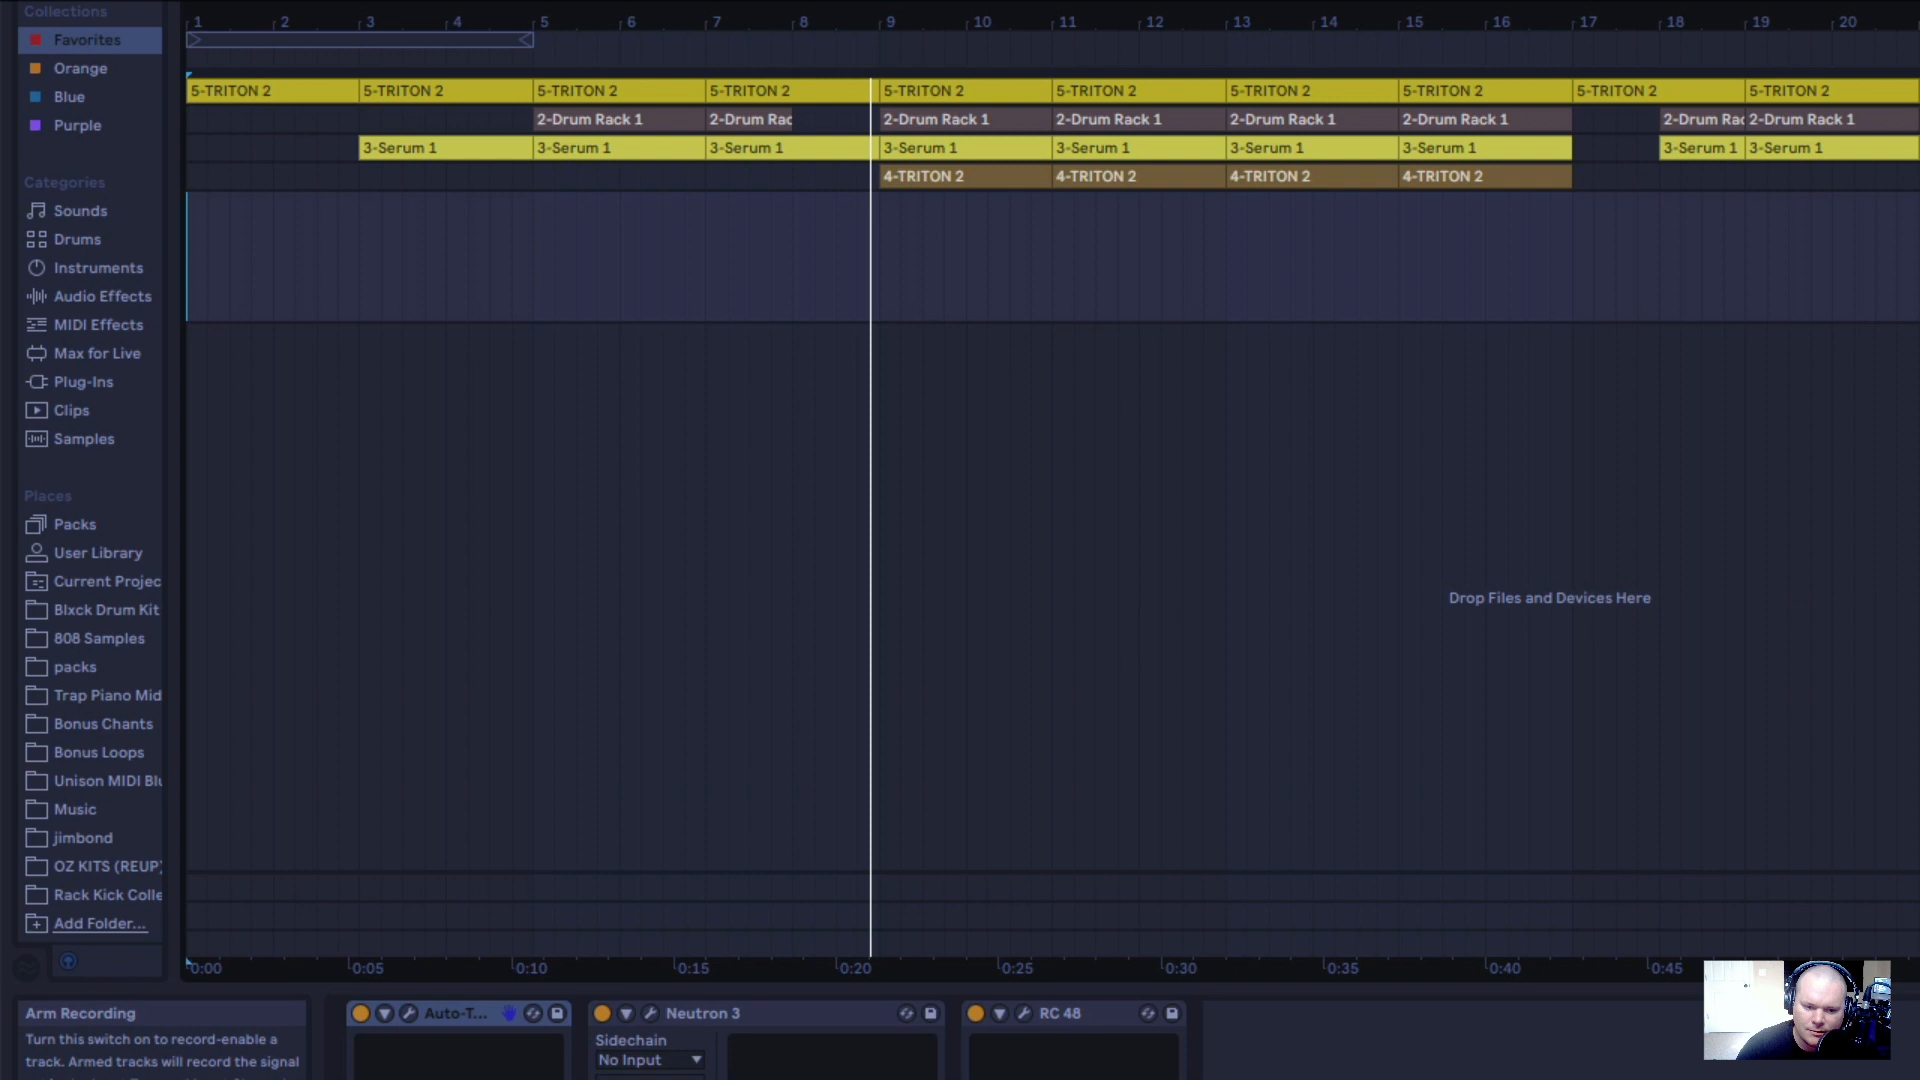 Collections
Favorites
Orange
Blue
Purple
Categories
Sounds
Drums
Instruments
Audio Effects
MIDI Effects
Max for Live
Plug-Ins
Clips
Samples
Places
Packs
User Library
Current Projec
Blxck Drum Kit
808 Samples
packs
Trap Piano Mid
Bonus Chants
Bonus Loops
Unison MIDI Blu
Music
jimbond
OZ KITS (REUP)
Rack Kick Colle
Add Folder...
1 2 3 4 5 6 7 8 9 10 11 12 13 14 15 16 17 18 19 20
5-TRITON 2 5-TRITON 2 5-TRITON 2 5-TRITON 2 5-TRITON 2 5-TRITON 2 5-TRITON 2 5-TRITON 2 5-TRITON 2 5-TRITON 2
2-Drum Rack 1 2-Drum Rac 2-Drum Rack 1 2-Drum Rack 1 2-Drum Rack 1 2-Drum Rack 1 2-Drum Rac 2-Drum Rack 1
3-Serum 1 3-Serum 1 3-Serum 1 3-Serum 1 3-Serum 1 3-Serum 1 3-Serum 1 3-Serum 1 3-Serum 1
4-TRITON 2 4-TRITON 2 4-TRITON 2 4-TRITON 2
Drop Files and Devices Here
0:00 0:05 0:10 0:15 0:20 0:25 0:30 0:35 0:40 0:45
Arm Recording
Turn this switch on to record-enable a
track. Armed tracks will record the signal
Auto-T...
Neutron 3
Sidechain
No Input
RC 48